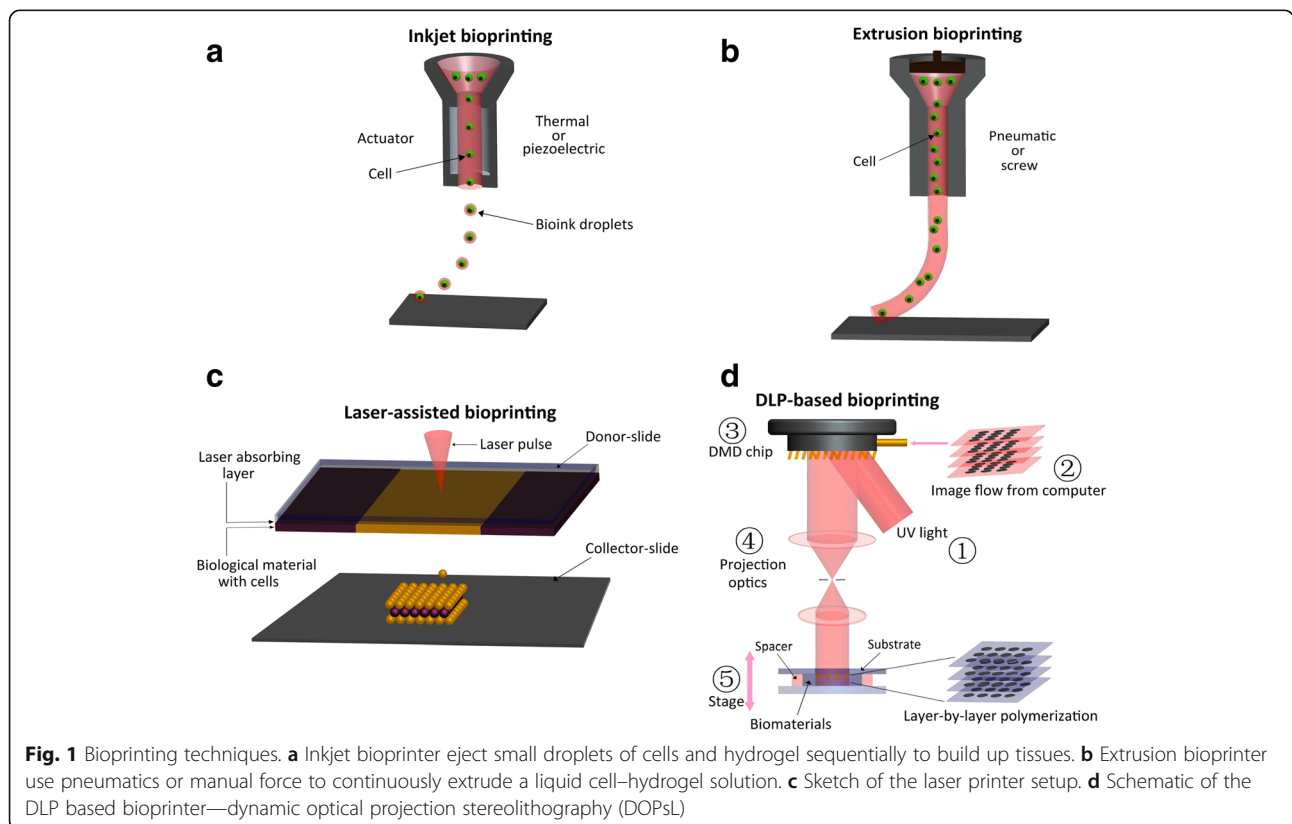 a
Inkjet bioprinting
Actuator
Thermal
or
piezoelectric
Cell
Bioink droplets
b
Extrusion bioprinting
Cell
Pneumatic
or
screw
c
Laser-assisted bioprinting
Laser pulse
Donor-slide
Laser absorbing
layer
Biological material
with cells
Collector-slide
d
DLP-based bioprinting
③
DMD chip
②
Image flow from computer
UV light
①
④
Projection
optics
Spacer
Substrate
⑤
Stage
Biomaterials
Layer-by-layer polymerization
Fig. 1 Bioprinting techniques. a Inkjet bioprinter eject small droplets of cells and hydrogel sequentially to build up tissues. b Extrusion bioprinter
use pneumatics or manual force to continuously extrude a liquid cell–hydrogel solution. c Sketch of the laser printer setup. d Schematic of the
DLP based bioprinter—dynamic optical projection stereolithography (DOPsL)